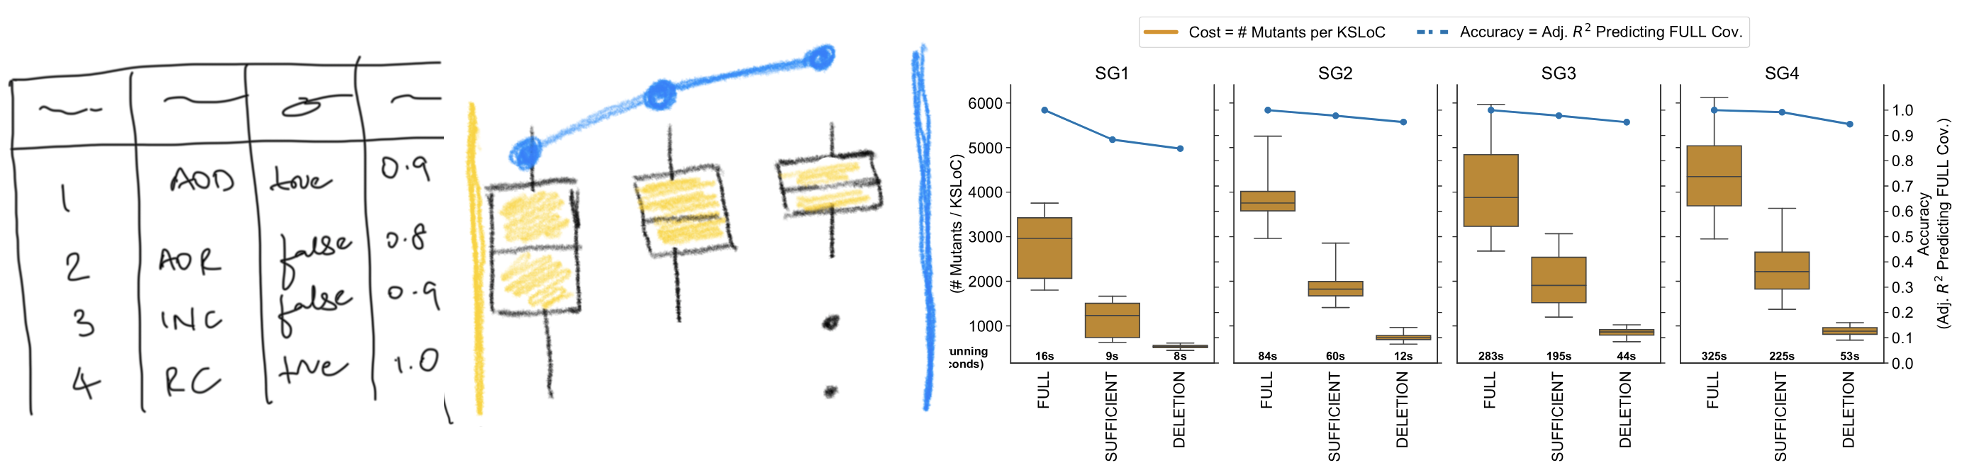 1 AOD true 0.9
2 AOR false 0.8
3 INC false 0.9
4 RC true 1.0
Cost = # Mutants per KSLoC
Accuracy = Adj. R² Predicting FULL Cov.
SG1 SG2 SG3 SG4
6000
5000
4000
3000
2000
1000
(# Mutants / KSLoC)
unning
conds)
16s 9s 8s
84s 60s 12s
283s 195s 44s
325s 225s 53s
FULL
SUFFICIENT
DELETION
FULL
SUFFICIENT
DELETION
FULL
SUFFICIENT
DELETION
FULL
SUFFICIENT
DELETION
1.0
0.9
0.8
0.7
0.6
0.5
0.4
0.3
0.2
0.1
0.0
Accuracy
(Adj. R² Predicting FULL Cov.)